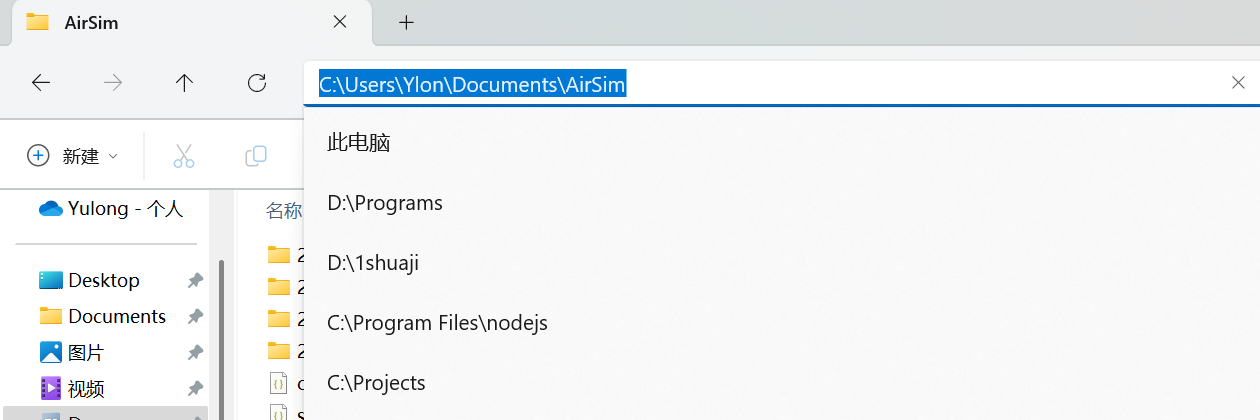 AirSim
C:\Users\Ylon\Documents\AirSim
此电脑
新建
D:\Programs
Yulong - 个人
名称
D:\1shuaji
Desktop
Documents
C:\Program Files\nodejs
图片
视频
C:\Projects